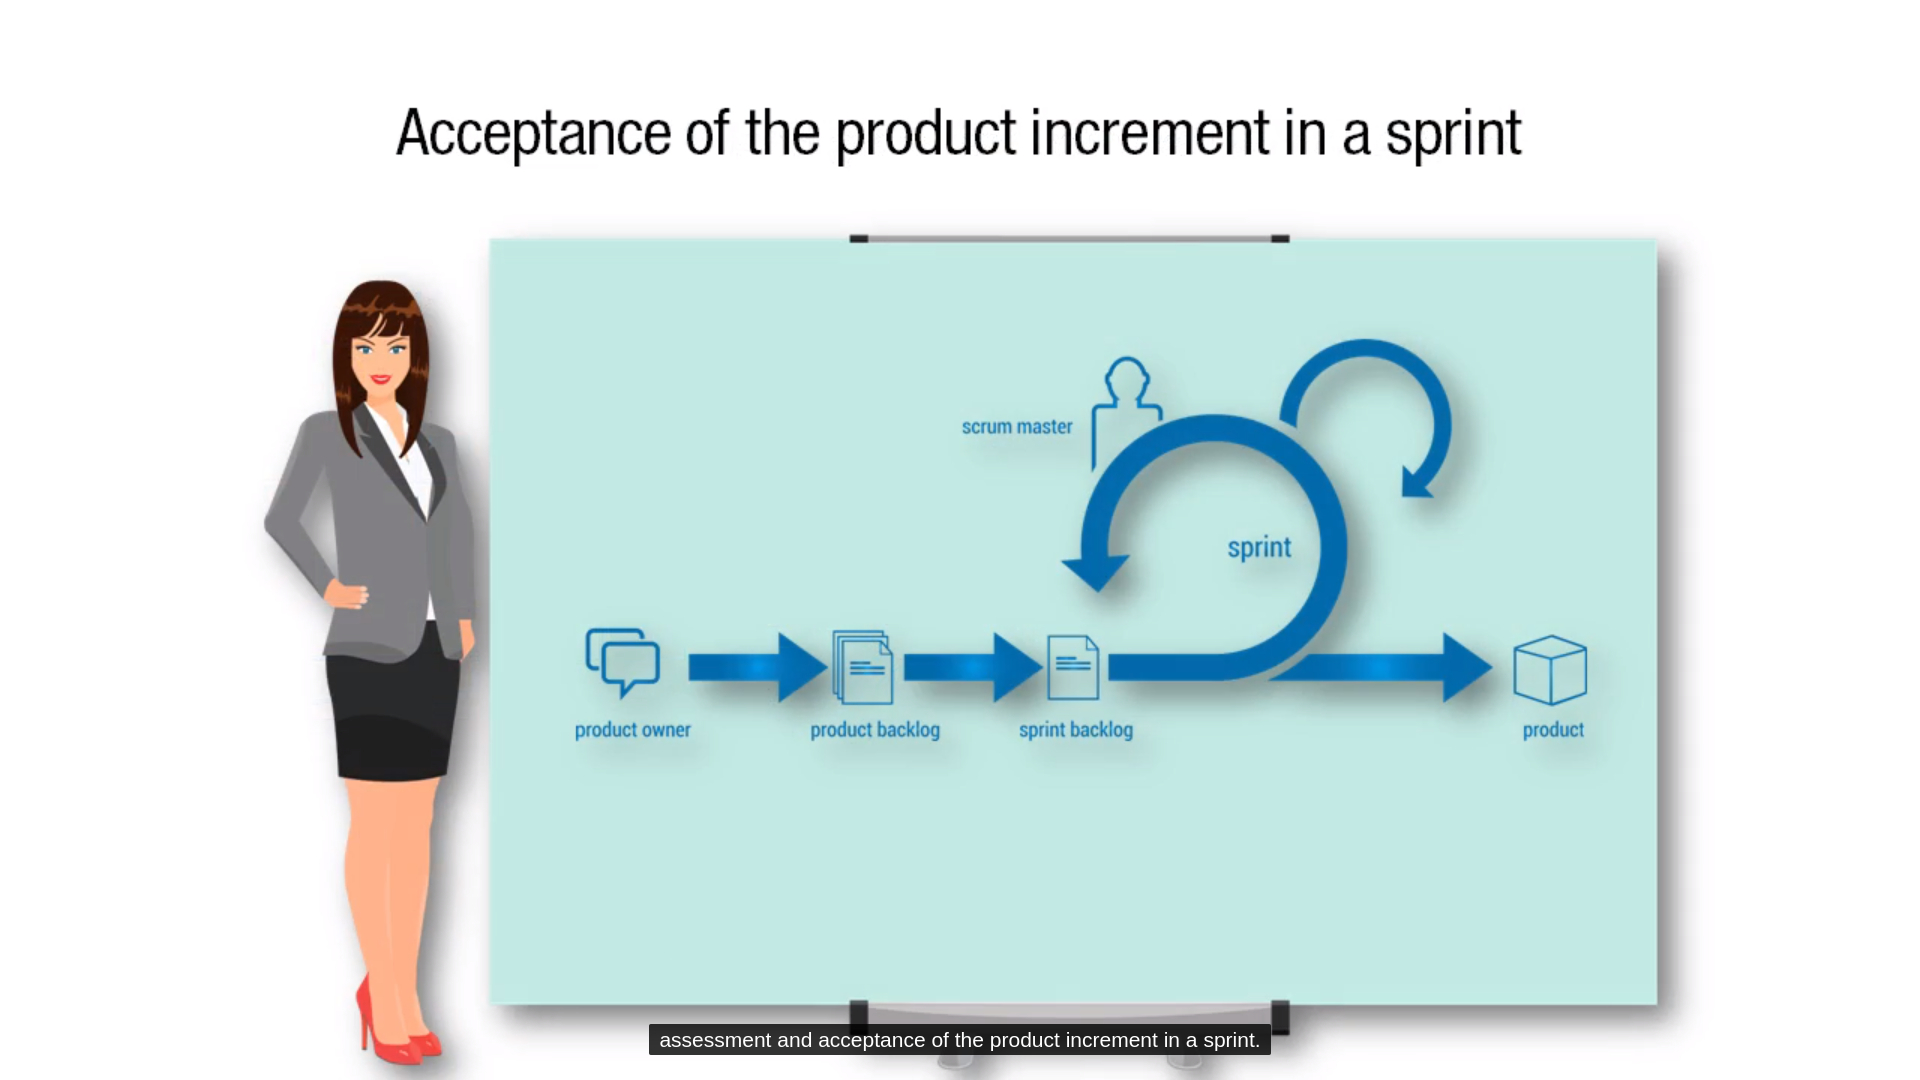 Acceptance of the product increment in a sprint
scrum master
sprint
product owner
product backlog
sprint backlog
product
assessment and acceptance of the product increment in a sprint.